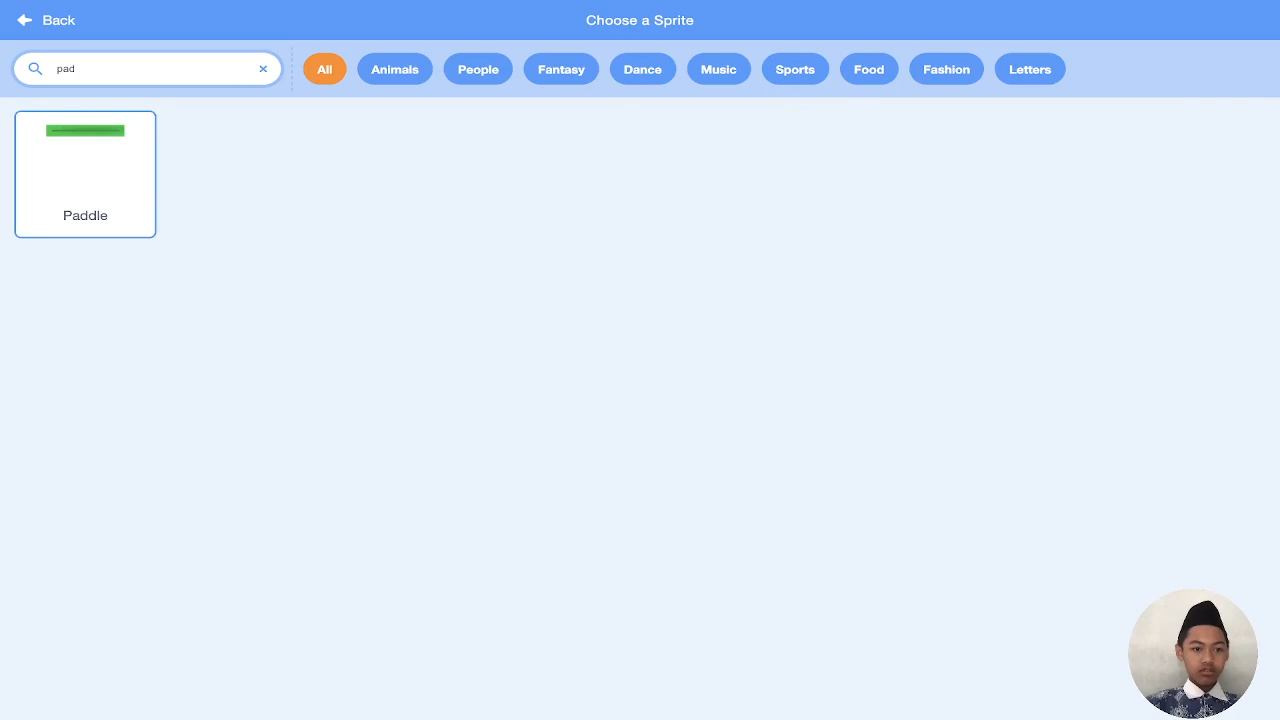 Back
Choose a Sprite
pad
All
Animals
People
Fantasy
Dance
Music
Sports
Food
Fashion
Letters
Paddle